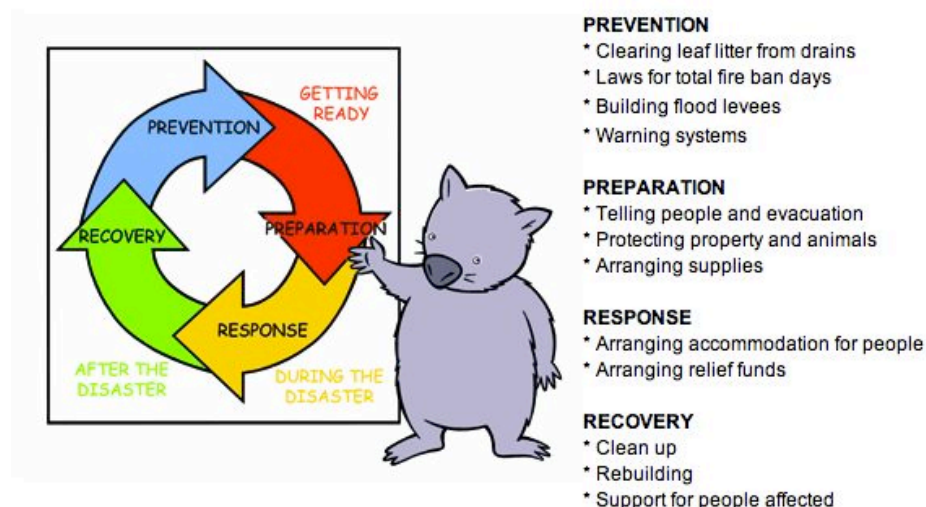 PREVENTION
GETTING
READY
PREPARATION
RESPONSE
DURING THE
DISASTER
RECOVERY
AFTER THE
DISASTER
PREVENTION
* Clearing leaf litter from drains
* Laws for total fire ban days
* Building flood levees
* Warning systems
PREPARATION
* Telling people and evacuation
* Protecting property and animals
* Arranging supplies
RESPONSE
* Arranging accommodation for people
* Arranging relief funds
RECOVERY
* Clean up
* Rebuilding
* Support for people affected